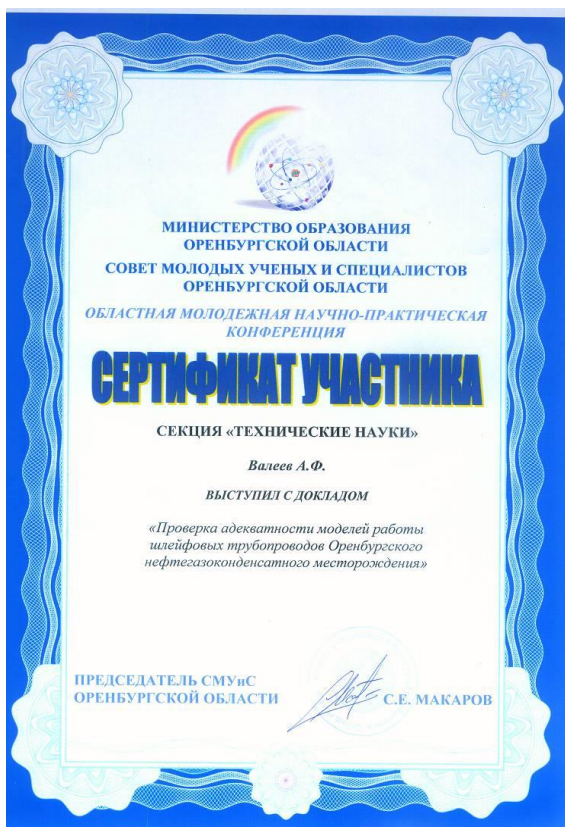 МИНИСТЕРСТВО ОБРАЗОВАНИЯ
ОРЕНБУРГСКОЙ ОБЛАСТИ
СОВЕТ МОЛОДЫХ УЧЕНЫХ И СПЕЦИАЛИСТОВ
ОРЕНБУРГСКОЙ ОБЛАСТИ
ОБЛАСТНАЯ МОЛОДЕЖНАЯ НАУЧНО-ПРАКТИЧЕСКАЯ
КОНФЕРЕНЦИЯ
СЕРТИФИКАТ УЧАСТНИКА
СЕКЦИЯ «ТЕХНИЧЕСКИЕ НАУКИ»
Валеев А.Ф.
ВЫСТУПИЛ С ДОКЛАДОМ
«Проверка адекватности моделей работы
шлейфовых трубопроводов Оренбургского
нефтегазоконденсатного месторождения»
ПРЕДСЕДАТЕЛЬ СМУиС
ОРЕНБУРГСКОЙ ОБЛАСТИ
С.Е. МАКАРОВ